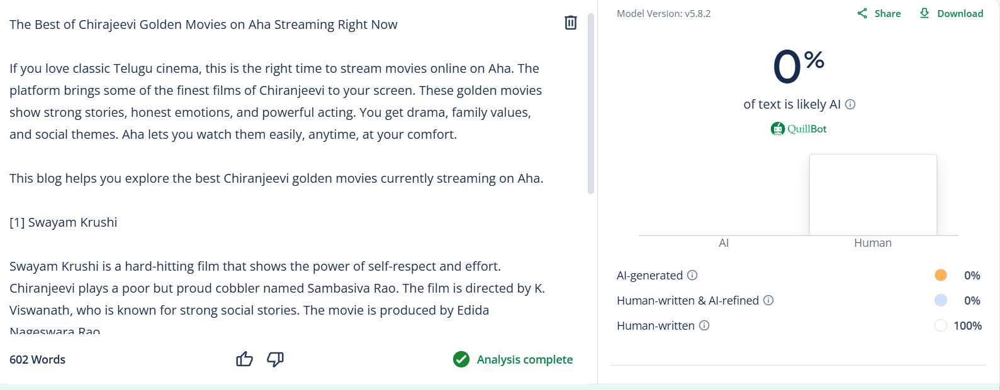 The Best of Chirajeevi Golden Movies on Aha Streaming Right Now
If you love classic Telugu cinema, this is the right time to stream movies online on Aha. The
platform brings some of the finest films of Chiranjeevi to your screen. These golden movies
show strong stories, honest emotions, and powerful acting. You get drama, family values,
and social themes. Aha lets you watch them easily, anytime, at your comfort.
This blog helps you explore the best Chiranjeevi golden movies currently streaming on Aha.
[1] Swayam Krushi
Swayam Krushi is a hard-hitting film that shows the power of self-respect and effort.
Chiranjeevi plays a poor but proud cobbler named Sambasiva Rao. The film is directed by K.
Viswanath, who is known for strong social stories. The movie is produced by Edida
Nageswara Rao
602 Words
Analysis complete
Model Version: v5.8.2
Share
Download
0%
of text is likely AI
QuillBot
AI
Human
AI-generated 0%
Human-written & AI-refined 0%
Human-written 100%